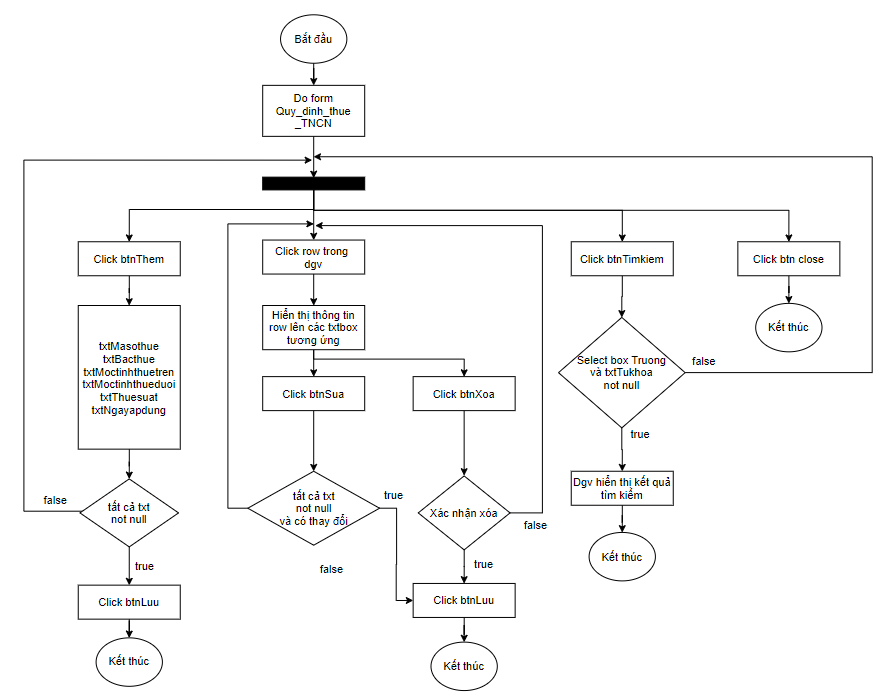 Bắt đầu
Do form
Quy_dinh_thue
_TNCN
Click btnThem
txtMasothue
txtBacthue
txtMoctinhthuetren
txtMoctinhthueduoi
txtThuesuat
txtNgayapdung
tất cả txt
not null
false
true
Click btnLuu
Kết thúc
Click row trong
dgv
Hiển thị thông tin
row lên các txtbox
tương ứng
Click btnSua
tất cả txt
not null
và có thay đổi
true
false
Click btnXoa
Xác nhận xóa
false
true
Click btnLuu
Kết thúc
Click btnTimkiem
Select box Truong
và txtTukhoa
not null
false
true
Dgv hiển thị kết quả
tìm kiếm
Kết thúc
Click btn close
Kết thúc